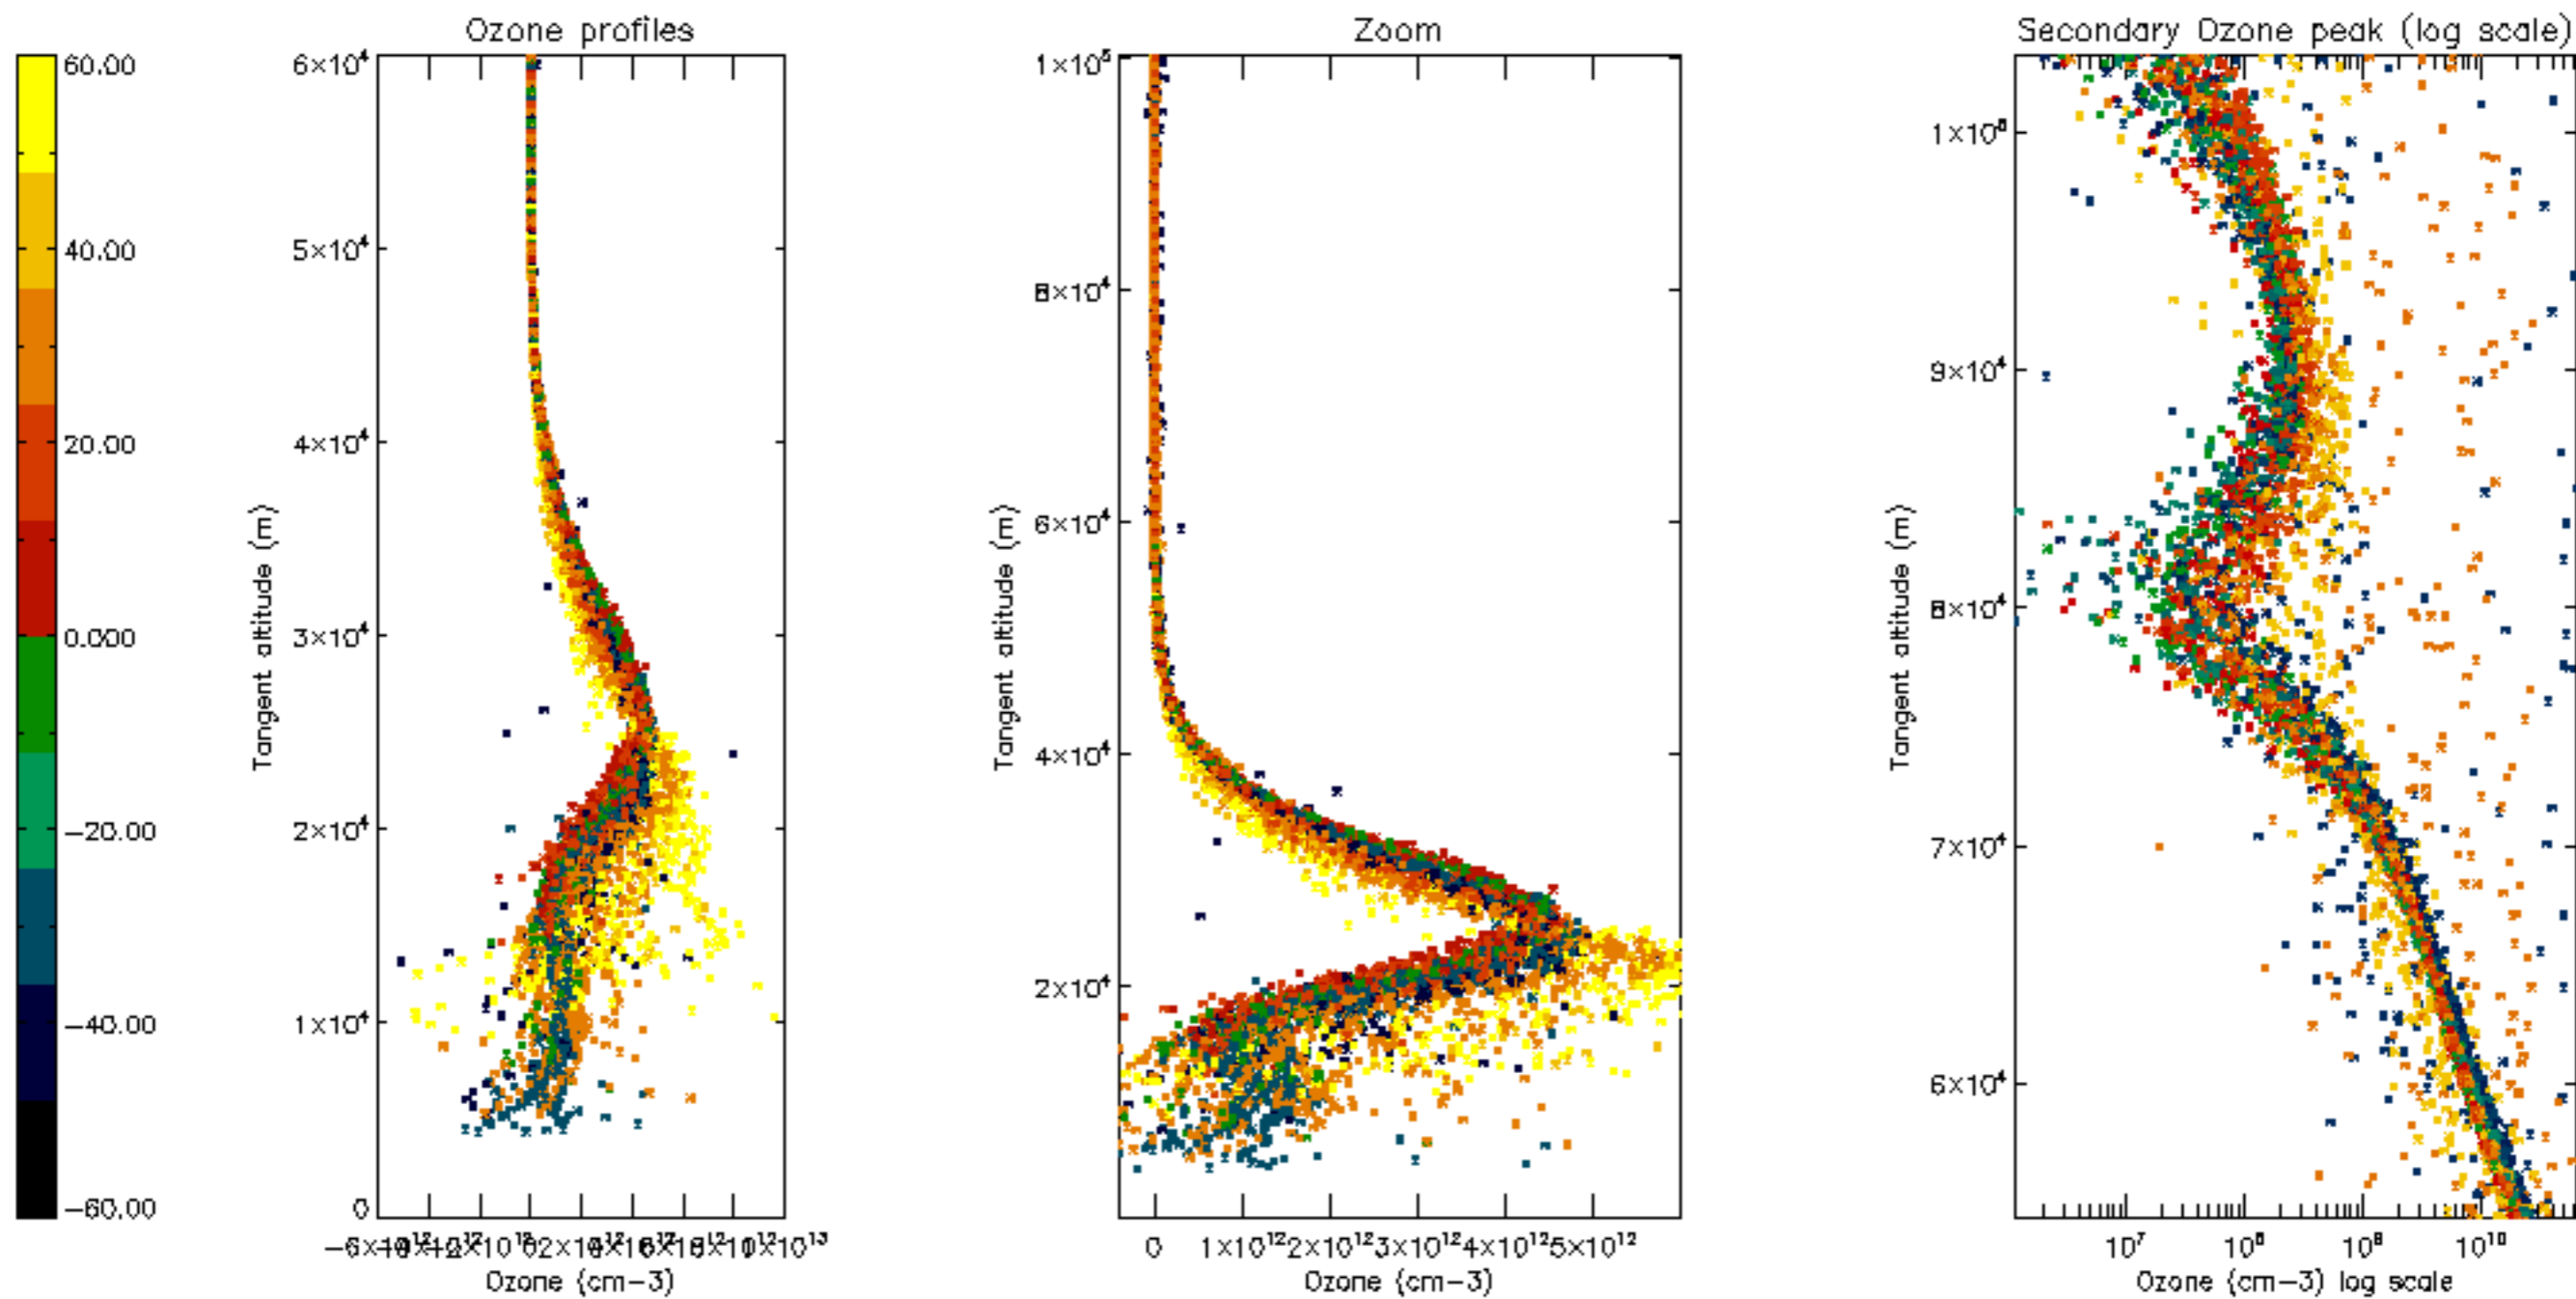 Ozone profiles
Zoom
Secondary Ozone peak (log scale)
60.00
40.00
20.00
0.000
-20.00
-40.00
-60.00
Tangent altitude (m)
6×10⁴
5×10⁴
4×10⁴
3×10⁴
2×10⁴
1×10⁴
0
1×10¹³
Ozone (cm-3)
Tangent altitude (m)
1×10⁵
8×10⁴
6×10⁴
4×10⁴
2×10⁴
0 1×10¹² 2×10¹² 3×10¹² 4×10¹² 5×10¹²
Ozone (cm-3)
Tangent altitude (m)
9×10⁴
8×10⁴
7×10⁴
6×10⁴
10⁷ 10⁸ 10⁹ 10¹⁰
Ozone (cm-3) log scale